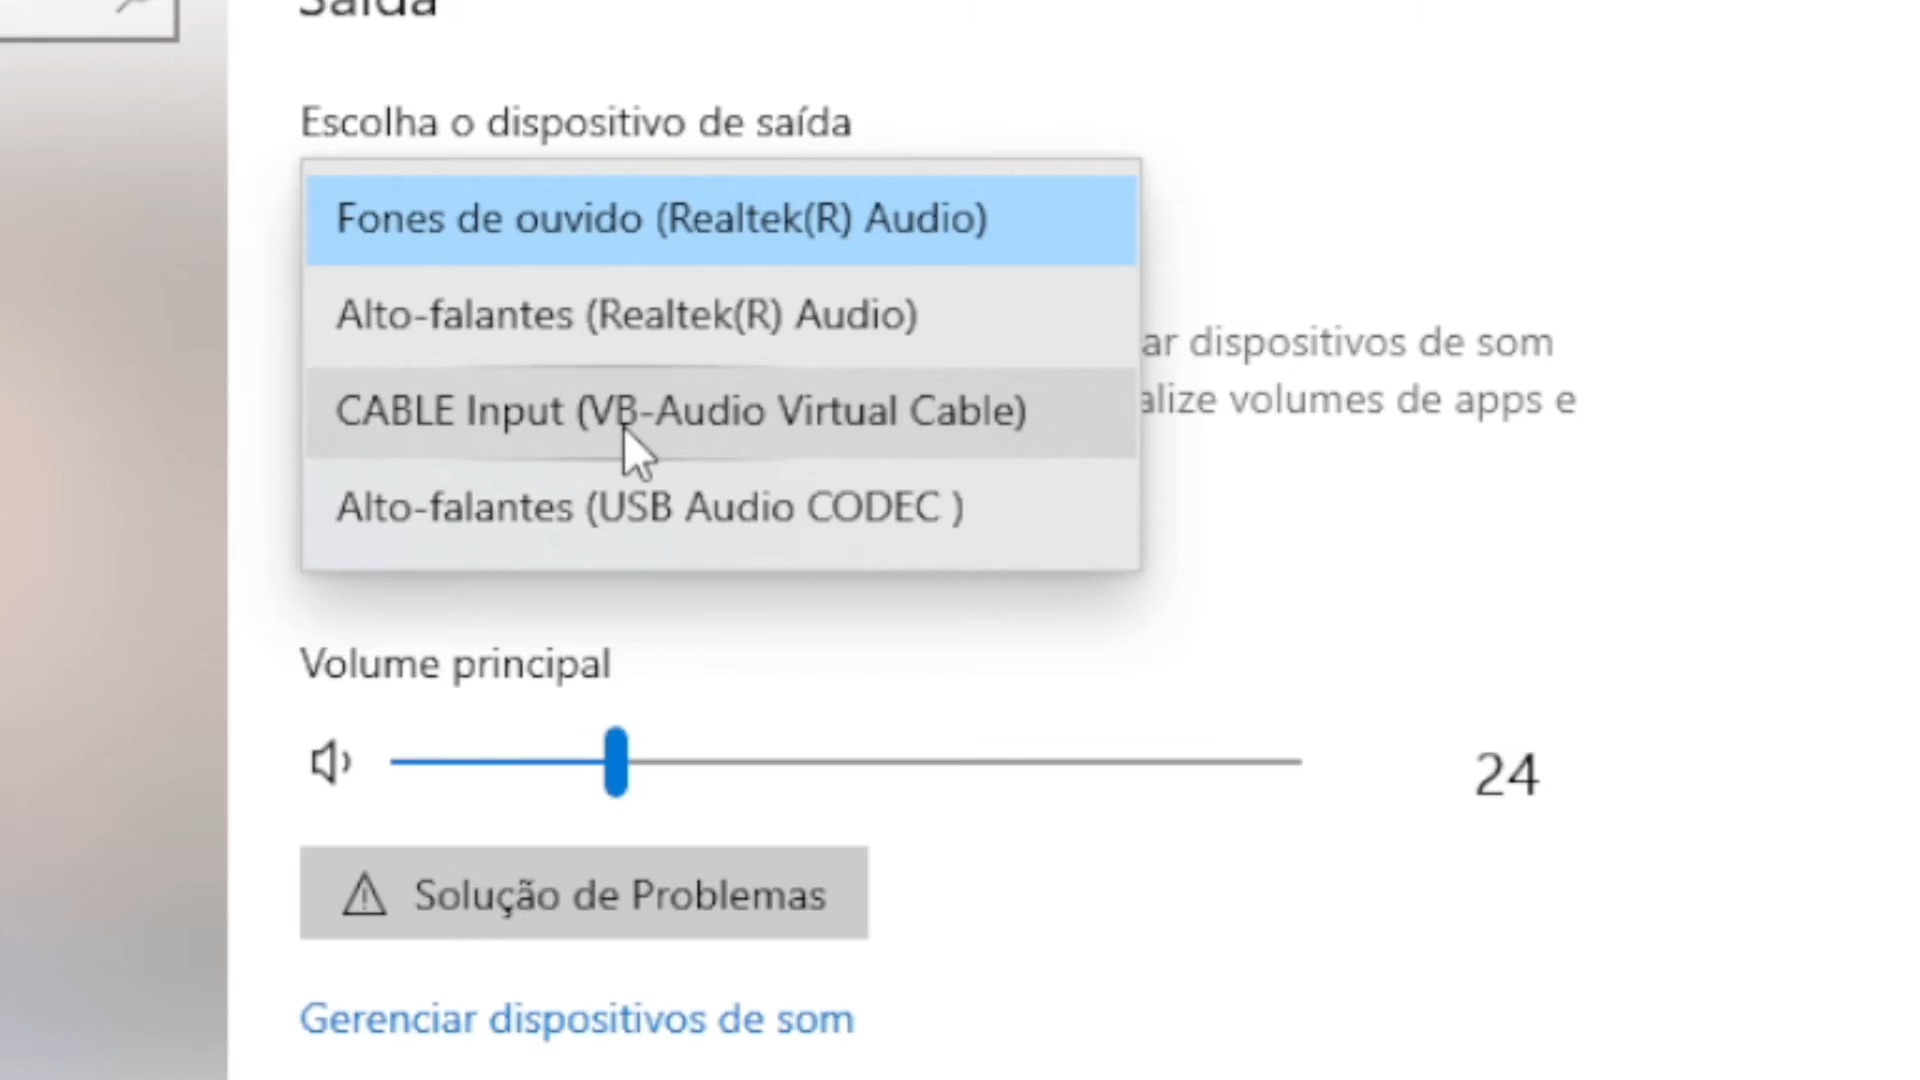 Saída
Escolha o dispositivo de saída
Fones de ouvido (Realtek(R) Audio)
Alto-falantes (Realtek(R) Audio)
ar dispositivos de som
CABLE Input (VB-Audio Virtual Cable)
alize volumes de apps e
Alto-falantes (USB Audio CODEC )
Volume principal
24
Solução de Problemas
Gerenciar dispositivos de som